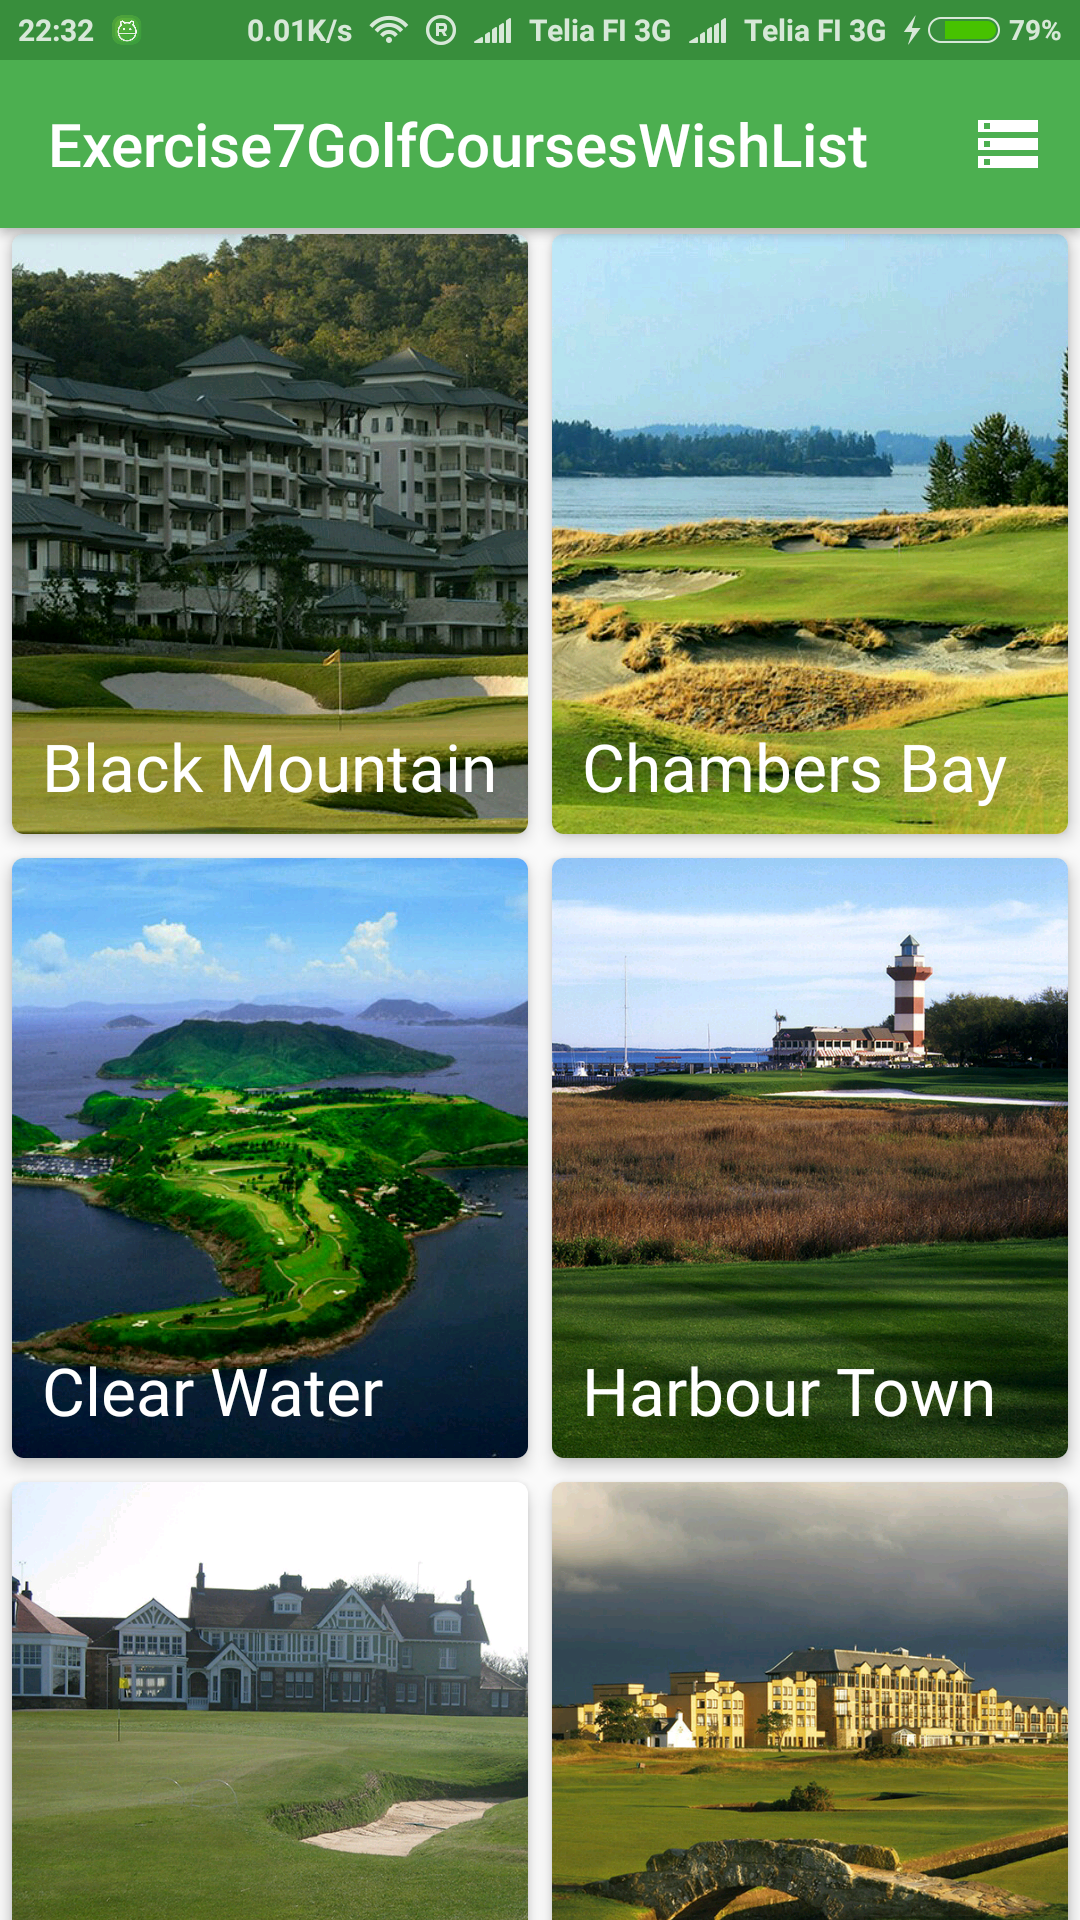 22:32 0.01K/s R Telia FI 3G Telia FI 3G 79%
Exercise7GolfCoursesWishList
Black Mountain
Chambers Bay
Clear Water
Harbour Town